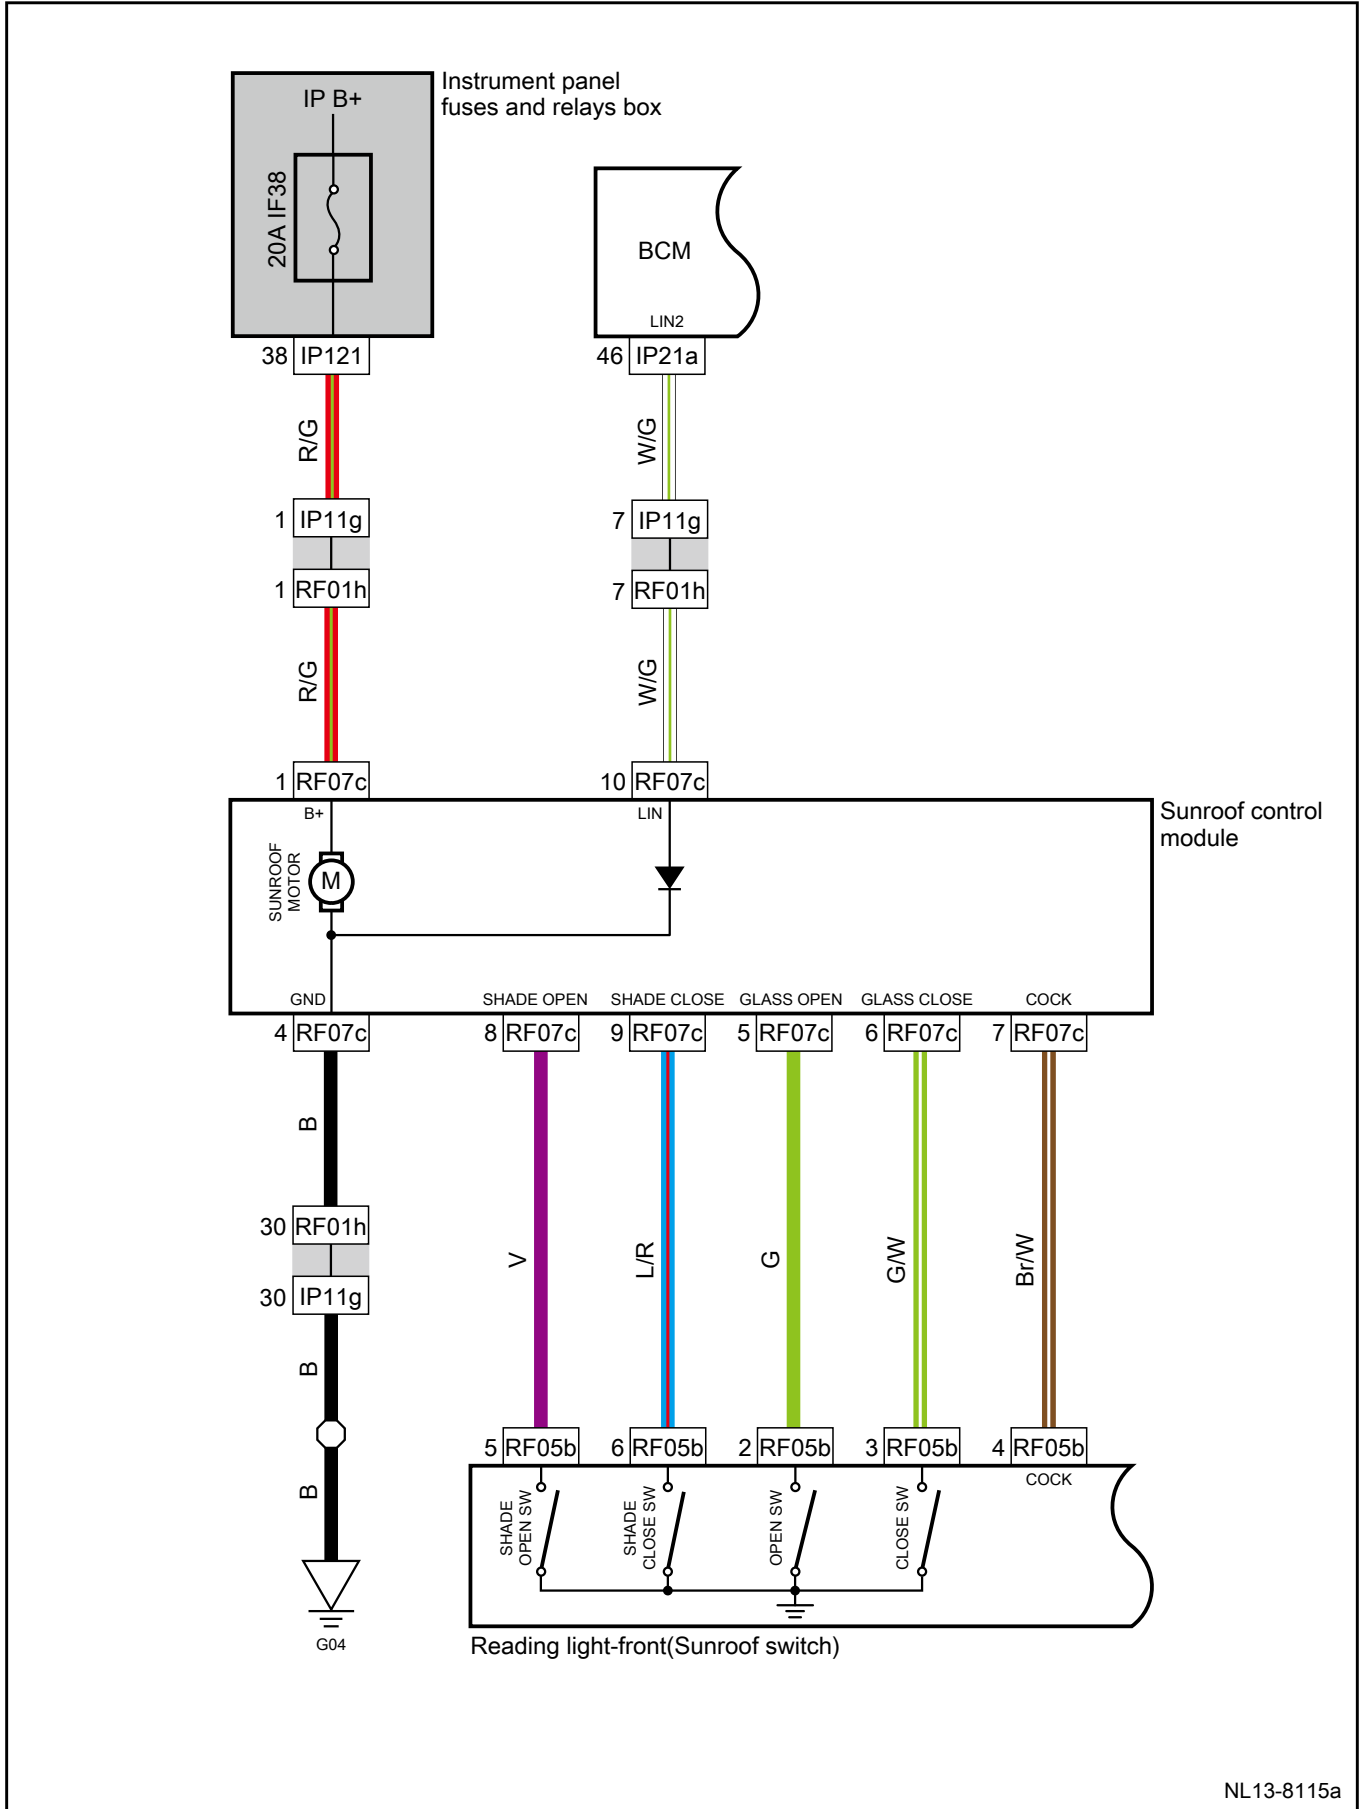 Instrument panel
fuses and relays box
IP B+
20A IF38
BCM
LIN2
38 IP121
46 IP21a
R/G
W/G
1 IP11g
7 IP11g
1 RF01h
7 RF01h
R/G
W/G
1 RF07c
10 RF07c
B+
LIN
Sunroof control
module
SUNROOF
MOTOR
M
GND
SHADE OPEN
SHADE CLOSE
GLASS OPEN
GLASS CLOSE
COCK
4 RF07c
8 RF07c
9 RF07c
5 RF07c
6 RF07c
7 RF07c
B
30 RF01h
V
L/R
G
G/W
Br/W
30 IP11g
B
5 RF05b
6 RF05b
2 RF05b
3 RF05b
4 RF05b
COCK
B
SHADE
OPEN SW
SHADE
CLOSE SW
OPEN SW
CLOSE SW
G04
Reading light-front(Sunroof switch)
NL13-8115a